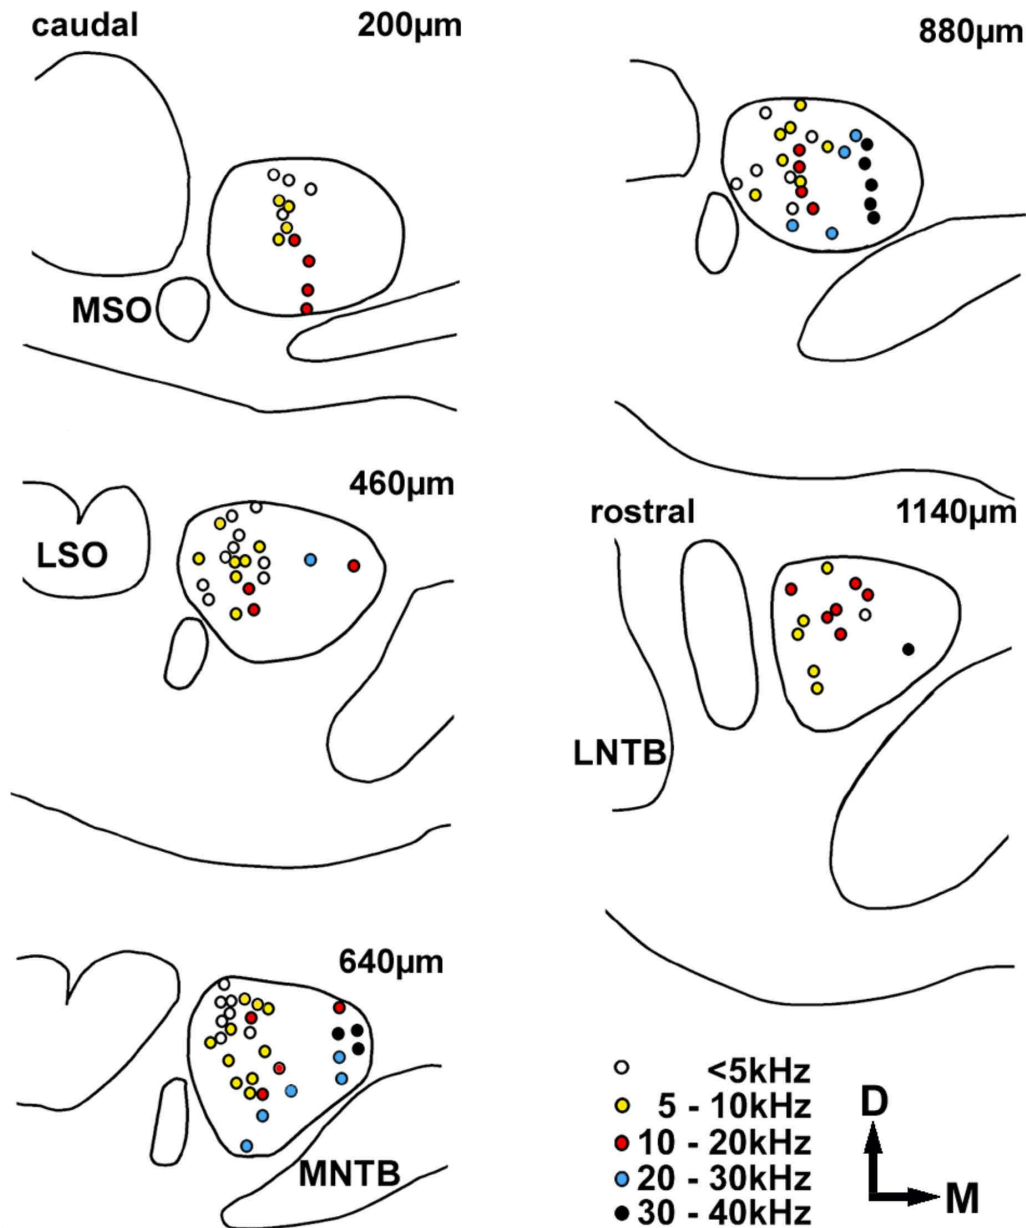 caudal 200µm
MSO
460µm
LSO
640µm
MNTB
880µm
rostral 1140µm
LNTB
<5kHz
5 - 10kHz
10 - 20kHz
20 - 30kHz
30 - 40kHz
D
M